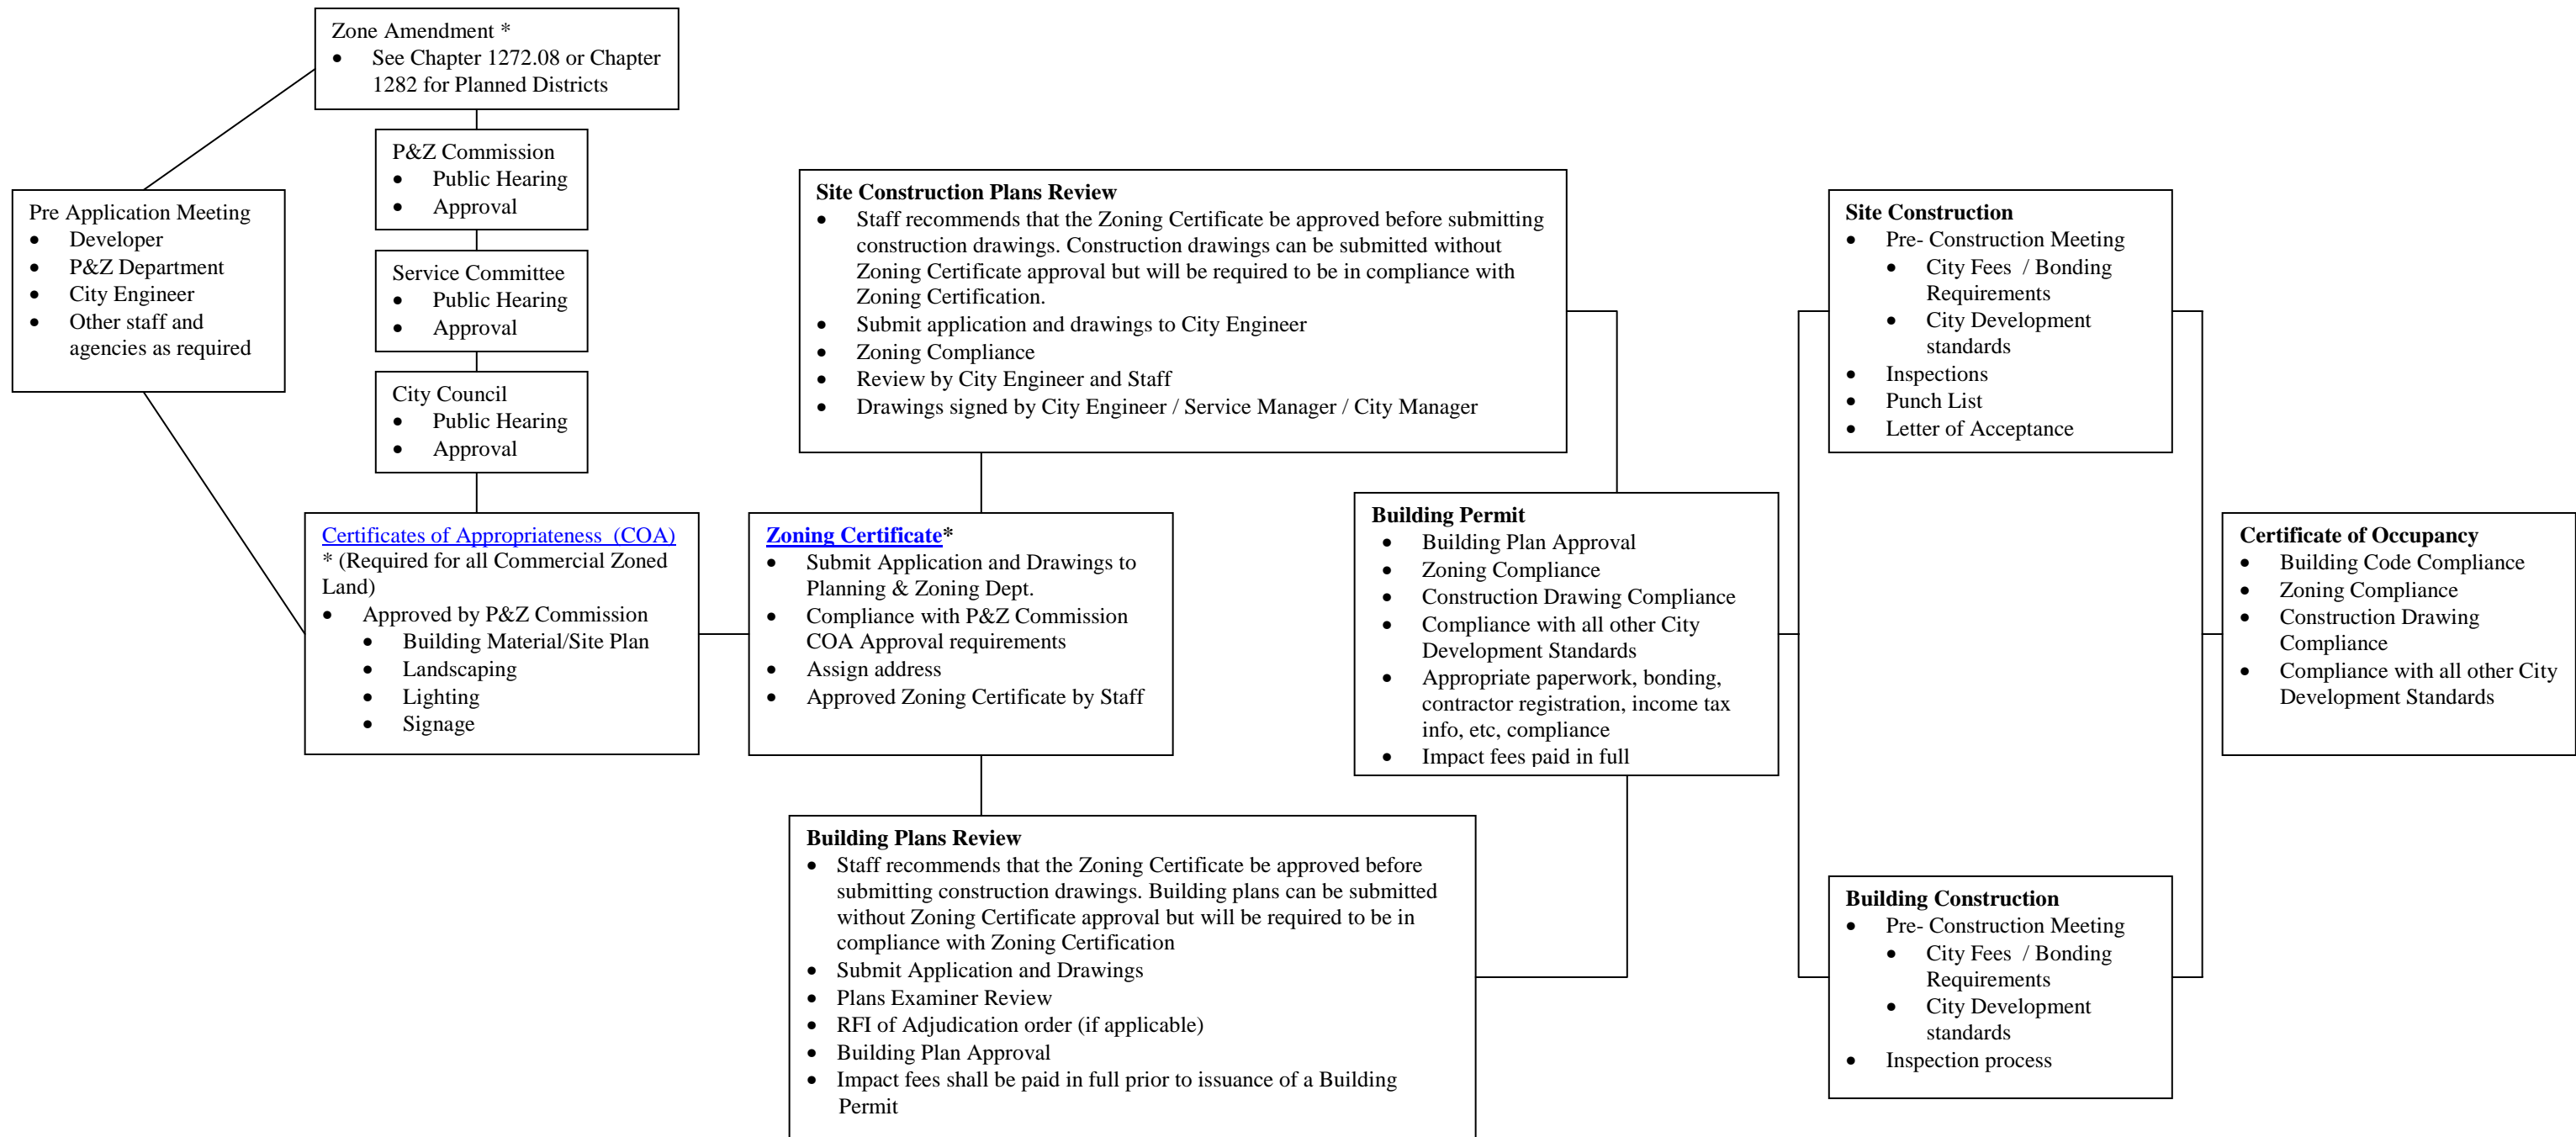 Zone Amendment *
• See Chapter 1272.08 or Chapter
1282 for Planned Districts
P&Z Commission
• Public Hearing
• Approval
Service Committee
• Public Hearing
• Approval
City Council
• Public Hearing
• Approval
Pre Application Meeting
• Developer
• P&Z Department
• City Engineer
• Other staff and
agencies as required
Certificates of Appropriateness (COA)
* (Required for all Commercial Zoned
Land)
• Approved by P&Z Commission
• Building Material/Site Plan
• Landscaping
• Lighting
• Signage
Site Construction Plans Review
• Staff recommends that the Zoning Certificate be approved before submitting
construction drawings. Construction drawings can be submitted without
Zoning Certificate approval but will be required to be in compliance with
Zoning Certification.
• Submit application and drawings to City Engineer
• Zoning Compliance
• Review by City Engineer and Staff
• Drawings signed by City Engineer / Service Manager / City Manager
Zoning Certificate*
• Submit Application and Drawings to
Planning & Zoning Dept.
• Compliance with P&Z Commission
COA Approval requirements
• Assign address
• Approved Zoning Certificate by Staff
Building Plans Review
• Staff recommends that the Zoning Certificate be approved before
submitting construction drawings. Building plans can be submitted
without Zoning Certificate approval but will be required to be in
compliance with Zoning Certification
• Submit Application and Drawings
• Plans Examiner Review
• RFI of Adjudication order (if applicable)
• Building Plan Approval
• Impact fees shall be paid in full prior to issuance of a Building
Permit
Building Permit
• Building Plan Approval
• Zoning Compliance
• Construction Drawing Compliance
• Compliance with all other City
Development Standards
• Appropriate paperwork, bonding,
contractor registration, income tax
info, etc, compliance
• Impact fees paid in full
Site Construction
• Pre- Construction Meeting
• City Fees / Bonding
Requirements
• City Development
standards
• Inspections
• Punch List
• Letter of Acceptance
Building Construction
• Pre- Construction Meeting
• City Fees / Bonding
Requirements
• City Development
standards
• Inspection process
Certificate of Occupancy
• Building Code Compliance
• Zoning Compliance
• Construction Drawing
Compliance
• Compliance with all other City
Development Standards